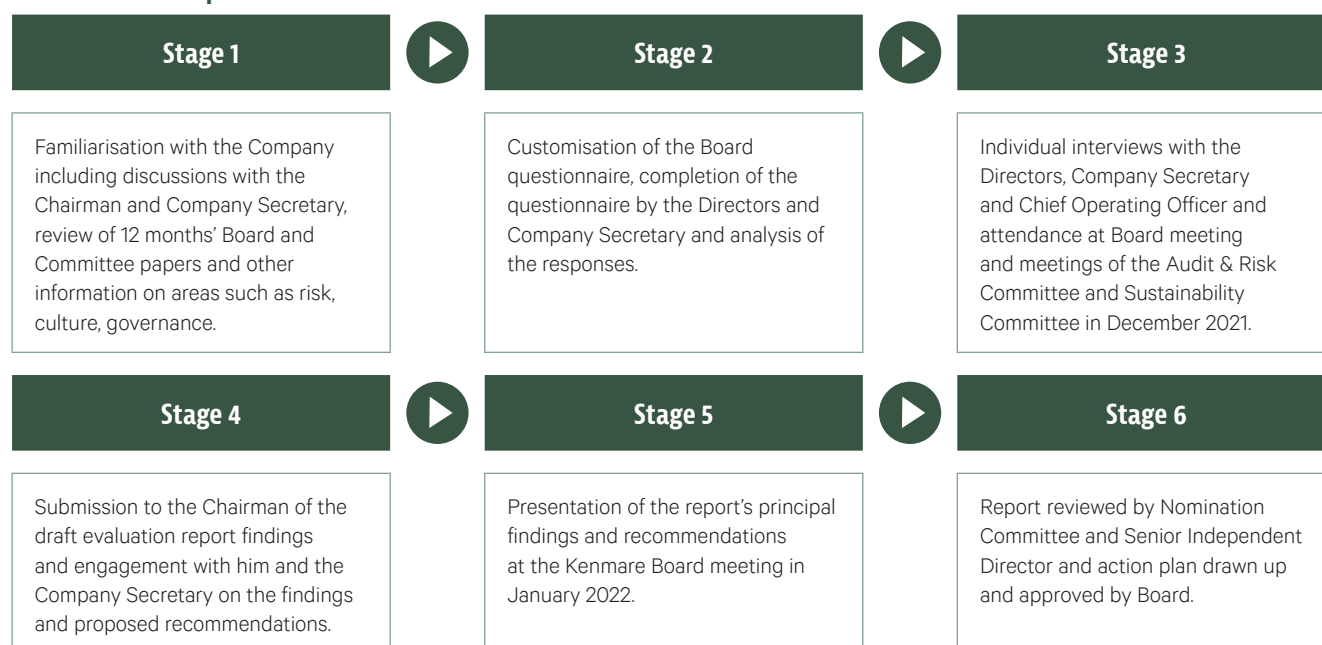 Stage 1
Familiarisation with the Company
including discussions with the
Chairman and Company Secretary,
review of 12 months' Board and
Committee papers and other
information on areas such as risk,
culture, governance.
Stage 2
Customisation of the Board
questionnaire, completion of the
questionnaire by the Directors and
Company Secretary and analysis of
the responses.
Stage 3
Individual interviews with the
Directors, Company Secretary
and Chief Operating Officer and
attendance at Board meeting
and meetings of the Audit & Risk
Committee and Sustainability
Committee in December 2021.
Stage 4
Submission to the Chairman of the
draft evaluation report findings
and engagement with him and the
Company Secretary on the findings
and proposed recommendations.
Stage 5
Presentation of the report's principal
findings and recommendations
at the Kenmare Board meeting in
January 2022.
Stage 6
Report reviewed by Nomination
Committee and Senior Independent
Director and action plan drawn up
and approved by Board.